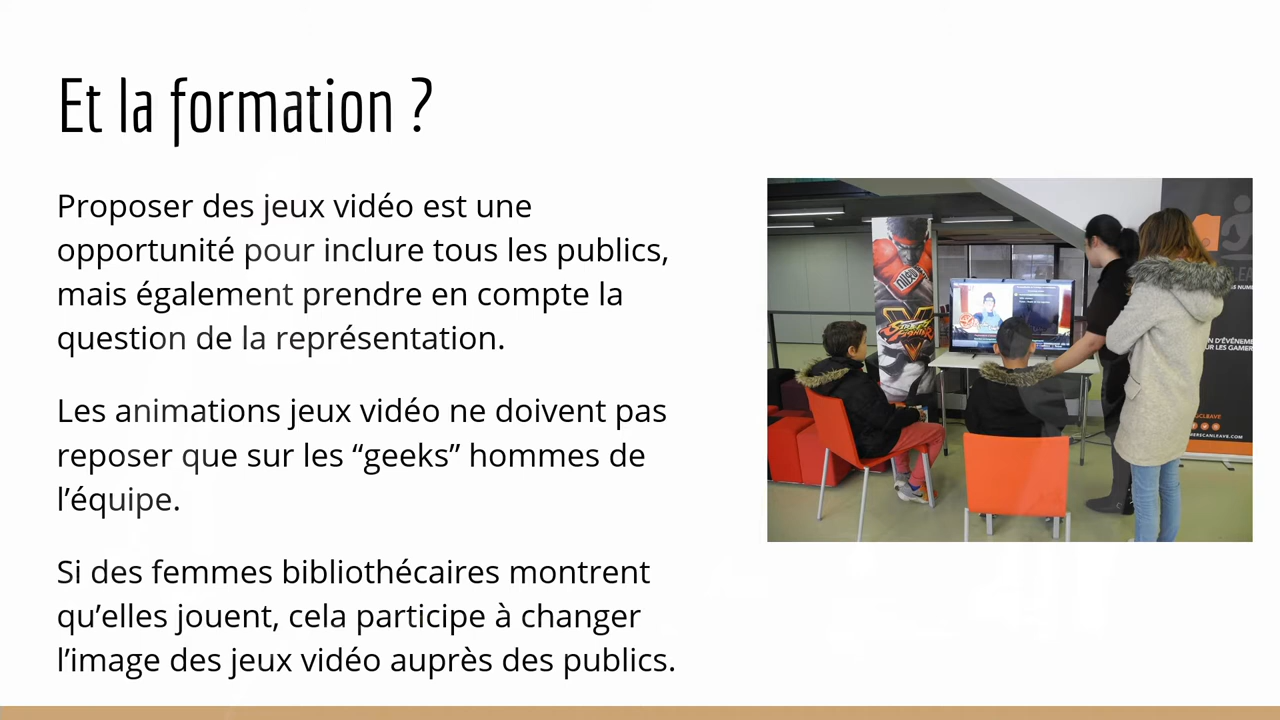 Et la formation ?
Proposer des jeux vidéo est une
opportunité pour inclure tous les publics,
mais également prendre en compte la
question de la représentation.
Les animations jeux vidéo ne doivent pas
reposer que sur les “geeks” hommes de
l’équipe.
Si des femmes bibliothécaires montrent
qu’elles jouent, cela participe à changer
l’image des jeux vidéo auprès des publics.
STREET
FIGHTER
V